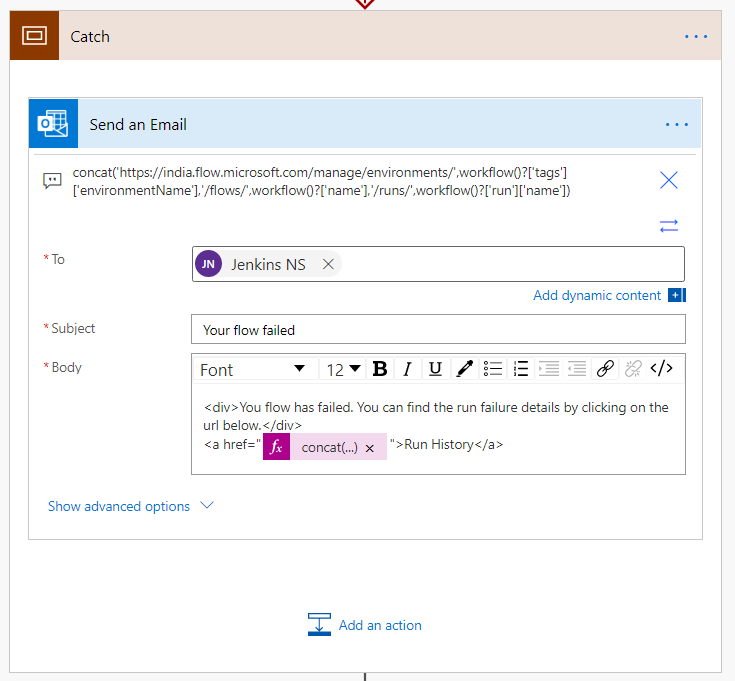 Catch
Send an Email
concat('https://india.flow.microsoft.com/manage/environments/',workflow()?['tags']
['environmentName'],'/flows/',workflow()?['name'],'/runs/',workflow()?['run']['name'])
* To
JN Jenkins NS
Add dynamic content
* Subject
Your flow failed
* Body
Font 12 B I U </>
<div>You flow has failed. You can find the run failure details by clicking on the
url below.</div>
<a href=" fx concat(...) × ">Run History</a>
Show advanced options
Add an action